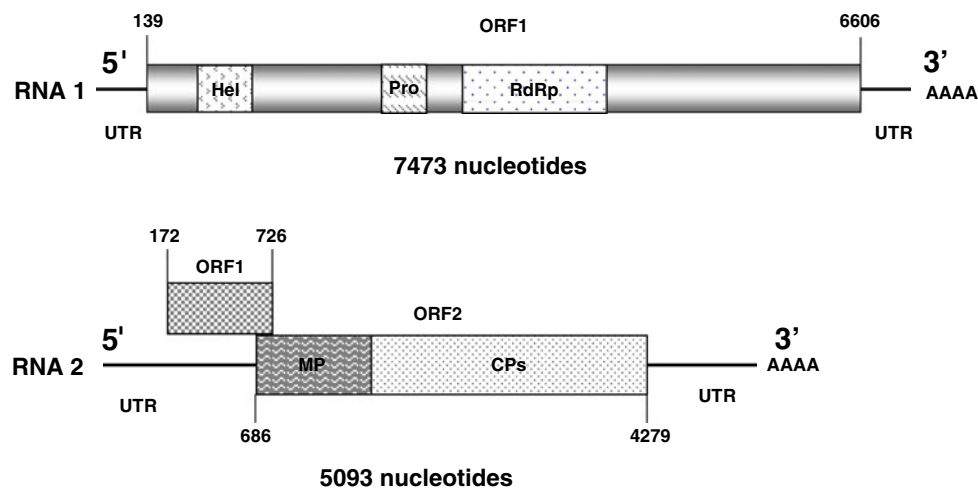 139 ORF1 6606
5' 3’
RNA 1 Hel Pro RdRp AAAA
UTR UTR
7473 nucleotides
172 726
ORF1
ORF2
5' 3’
RNA 2 MP CPs AAAA
UTR UTR
686 4279
5093 nucleotides